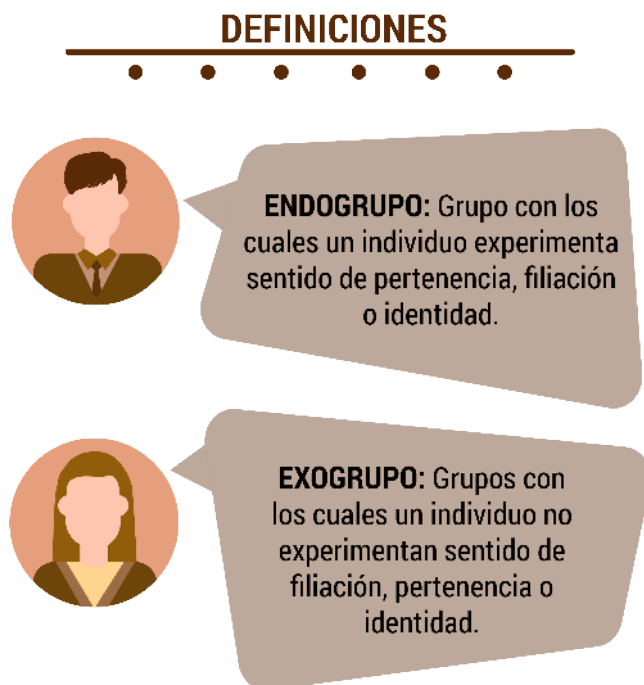 DEFINICIONES
ENDOGRUPO: Grupo con los
cuales un individuo experimenta
sentido de pertenencia, filiación
o identidad.
EXOGRUPO: Grupos con
los cuales un individuo no
experimentan sentido de
filiación, pertenencia o
identidad.